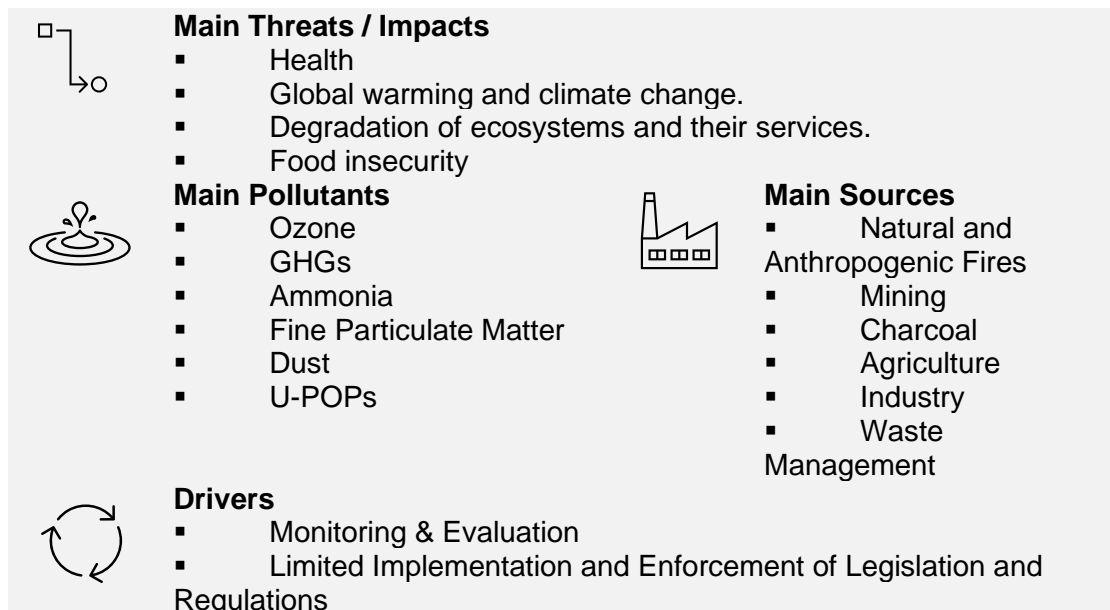 Main Threats / Impacts
▪ Health
▪ Global warming and climate change.
▪ Degradation of ecosystems and their services.
▪ Food insecurity
Main Pollutants
▪ Ozone
▪ GHGs
▪ Ammonia
▪ Fine Particulate Matter
▪ Dust
▪ U-POPs
Main Sources
▪ Natural and
Anthropogenic Fires
▪ Mining
▪ Charcoal
▪ Agriculture
▪ Industry
▪ Waste
Management
Drivers
▪ Monitoring & Evaluation
▪ Limited Implementation and Enforcement of Legislation and
Regulations